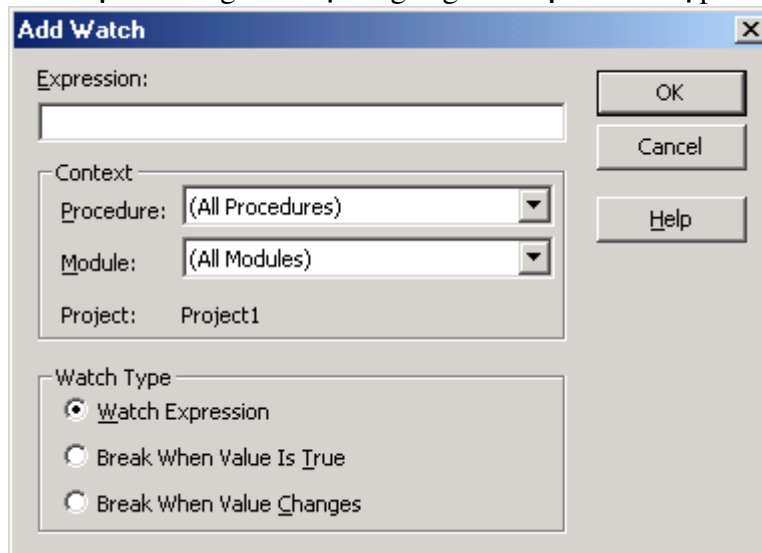 Add Watch
Expression:
OK
Cancel
Context
Procedure: (All Procedures)
Help
Module: (All Modules)
Project: Project1
Watch Type
Watch Expression
Break When Value Is True
Break When Value Changes